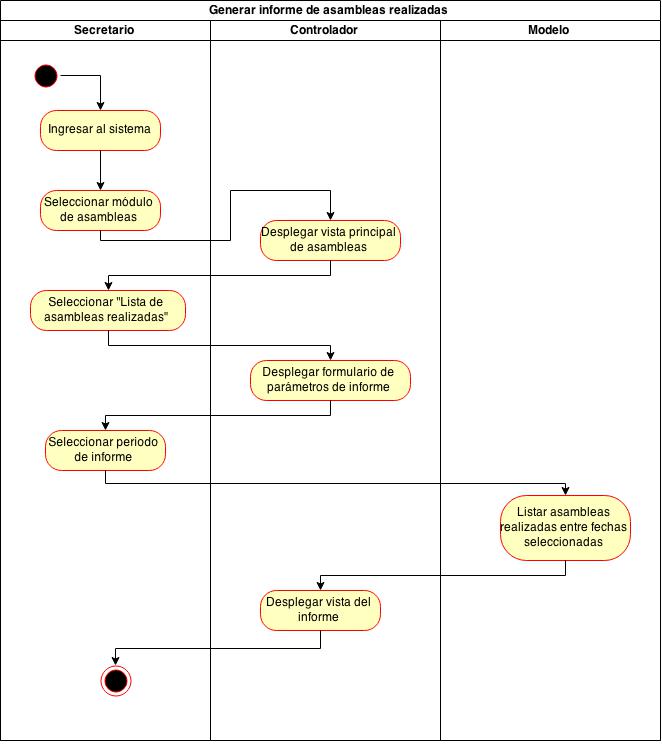 Generar informe de asambleas realizadas
Secretario
Controlador
Modelo
Ingresar al sistema
Seleccionar módulo
de asambleas
Desplegar vista principal
de asambleas
Seleccionar "Lista de
asambleas realizadas"
Desplegar formulario de
parámetros de informe
Seleccionar periodo
de informe
Listar asambleas
realizadas entre fechas
seleccionadas
Desplegar vista del
informe